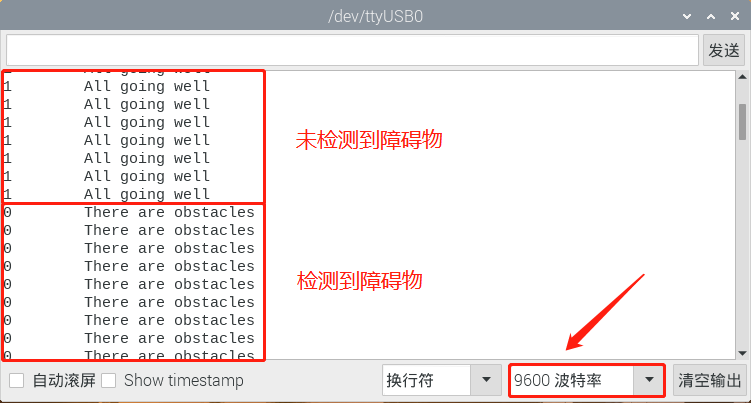 /dev/ttyUSB0
发送
1 All going well
1 All going well
1 All going well
1 All going well
1 All going well
1 All going well
1 All going well
1 All going well
未检测到障碍物
0 There are obstacles
0 There are obstacles
0 There are obstacles
0 There are obstacles
0 There are obstacles
0 There are obstacles
0 There are obstacles
0 There are obstacles
0 There are obstacles
检测到障碍物
自动滚屏 Show timestamp 换行符 9600 波特率 清空输出